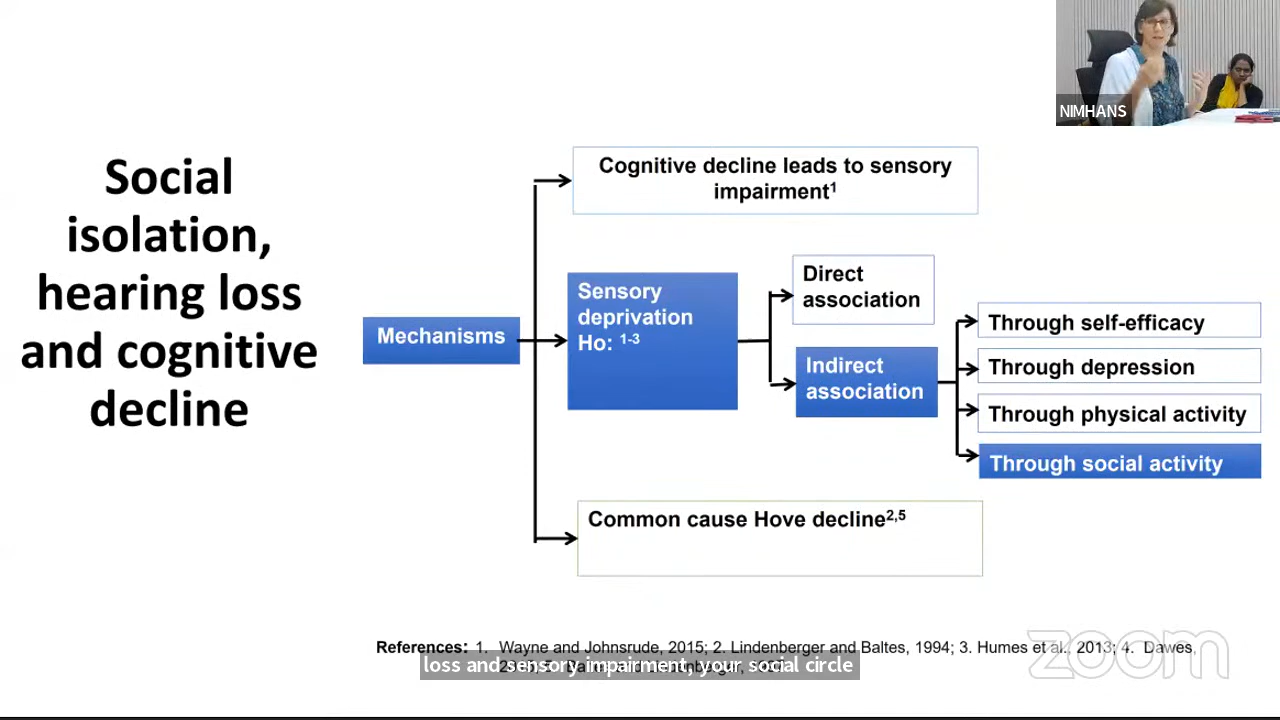 NIMHANS
Social
isolation,
hearing loss
and cognitive
decline
Mechanisms
Cognitive decline leads to sensory
impairment1
Sensory
deprivation
Ho: 1-3
Direct
association
Indirect
association
Through self-efficacy
Through depression
Through physical activity
Through social activity
Common cause Hove decline2,5
References: 1. Wayne and Johnsrude, 2015; 2. Lindenberger and Baltes, 1994; 3. Humes et al., 2013; 4. Dawes,
loss and sensory impairment, your social circle
zoom